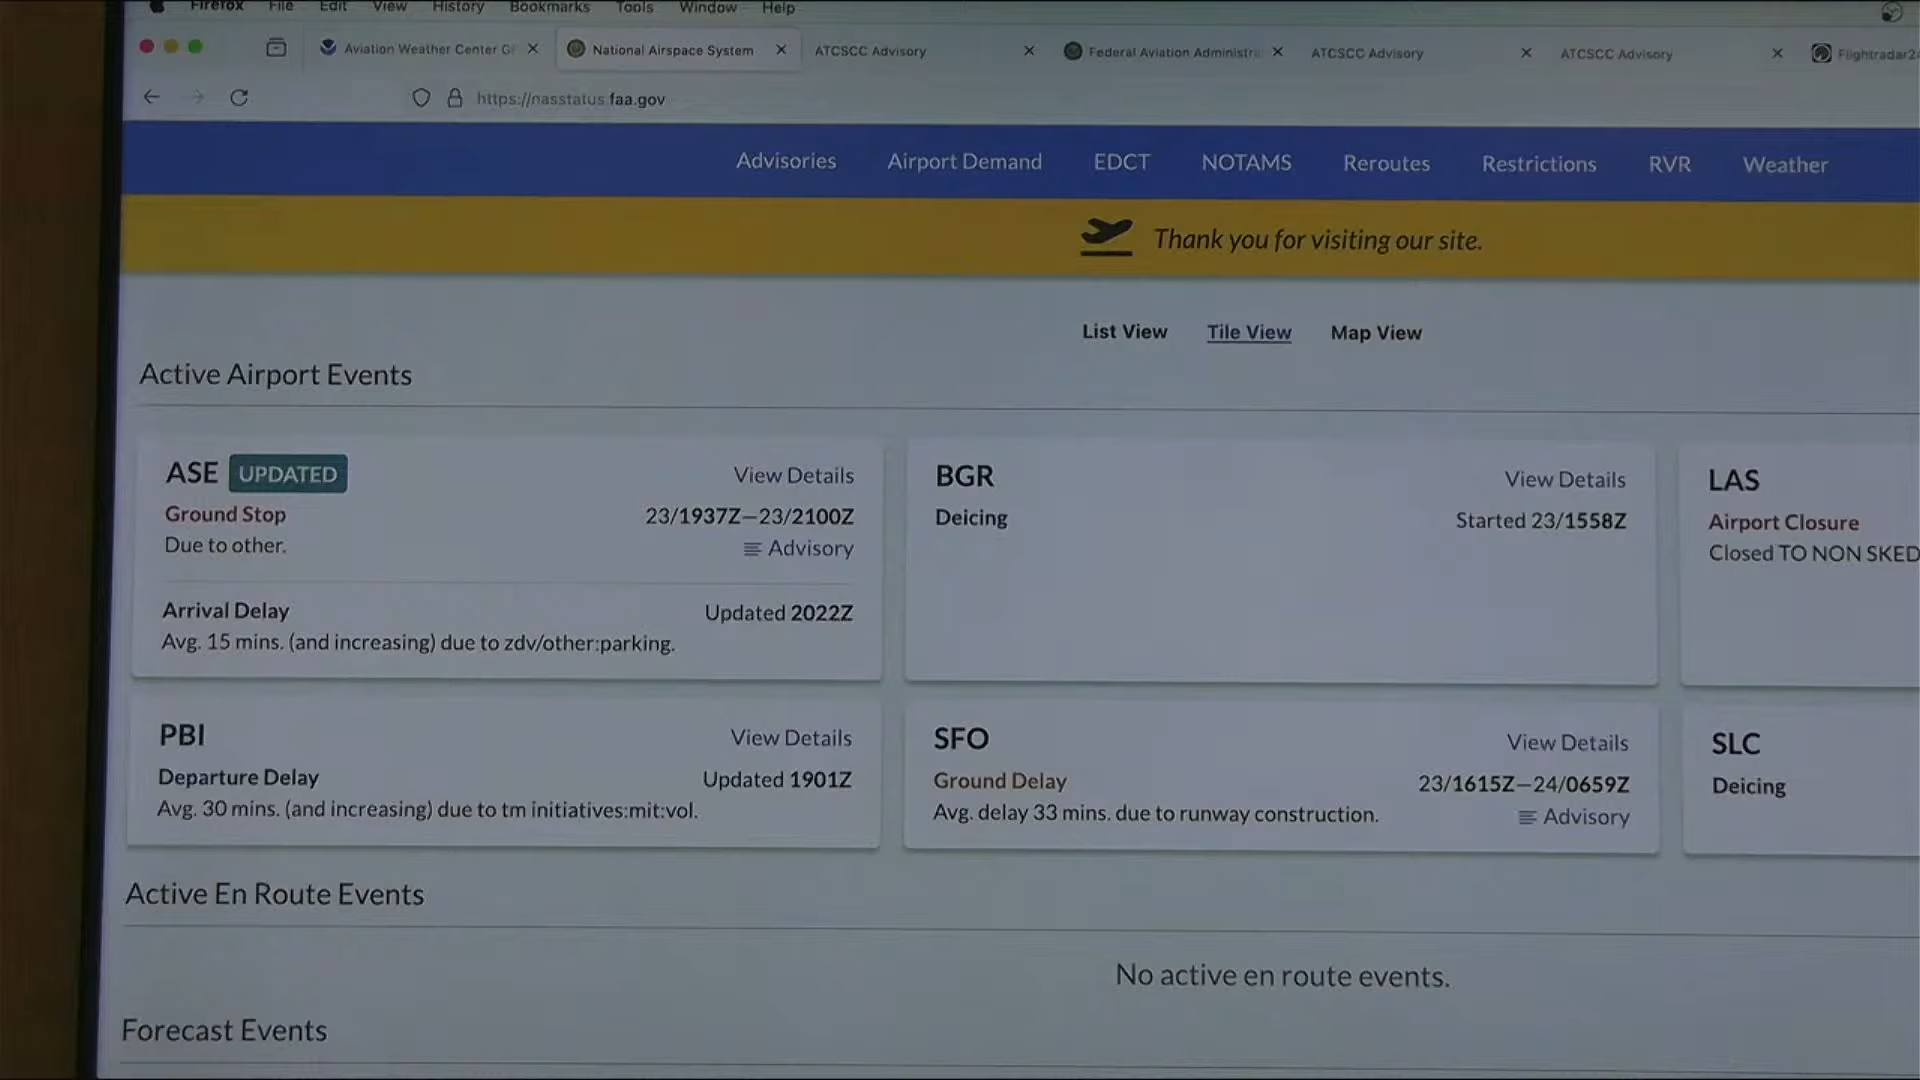 Firefox File Edit View History Bookmarks Tools Window Help
Aviation Weather Center G National Airspace System ATCSCC Advisory Federal Aviation Administra ATCSCC Advisory ATCSCC Advisory Flightradar2
https://nasstatus.faa.gov
Advisories Airport Demand EDCT NOTAMS Reroutes Restrictions RVR Weather
Thank you for visiting our site.
List View Tile View Map View
Active Airport Events
ASE UPDATED View Details
Ground Stop 23/1937Z—23/2100Z
Due to other. Advisory
Arrival Delay Updated 2022Z
Avg. 15 mins. (and increasing) due to zdv/other:parking.
BGR View Details
Deicing Started 23/1558Z
LAS
Airport Closure
Closed TO NON SKED
PBI View Details
Departure Delay Updated 1901Z
Avg. 30 mins. (and increasing) due to tm initiatives:mit:vol.
SFO View Details
Ground Delay 23/1615Z—24/0659Z
Avg. delay 33 mins. due to runway construction. Advisory
SLC
Deicing
Active En Route Events
No active en route events.
Forecast Events